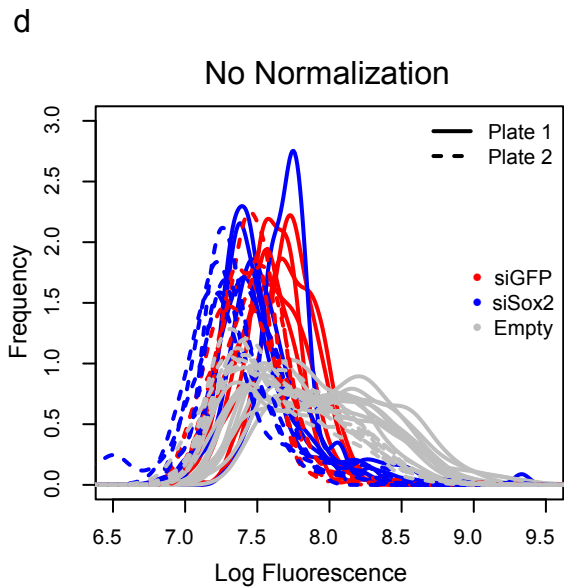 d
No Normalization
3.0
2.5
2.0
1.5
1.0
0.5
0.0
Frequency
Plate 1
Plate 2
siGFP
siSox2
Empty
6.5 7.0 7.5 8.0 8.5 9.0 9.5
Log Fluorescence